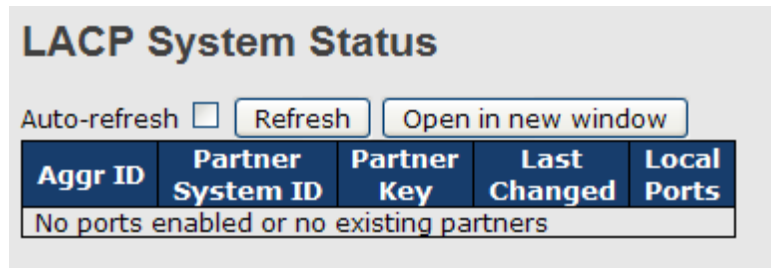 LACP System Status
Auto-refresh Refresh Open in new window
Aggr ID Partner System ID Partner Key Last Changed Local Ports
No ports enabled or no existing partners